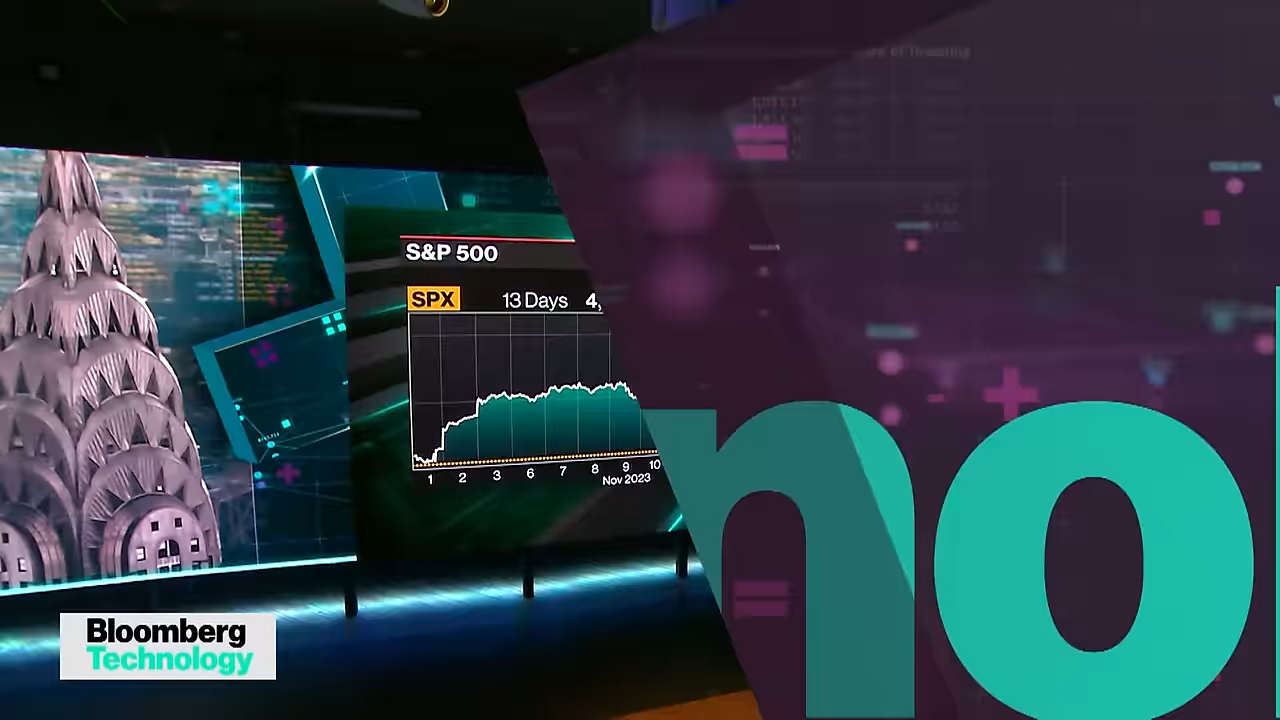 S&P 500
SPX 13 Days 4,
1 2 3 6 7 8 9 10
Nov 2023
no
Bloomberg
Technology